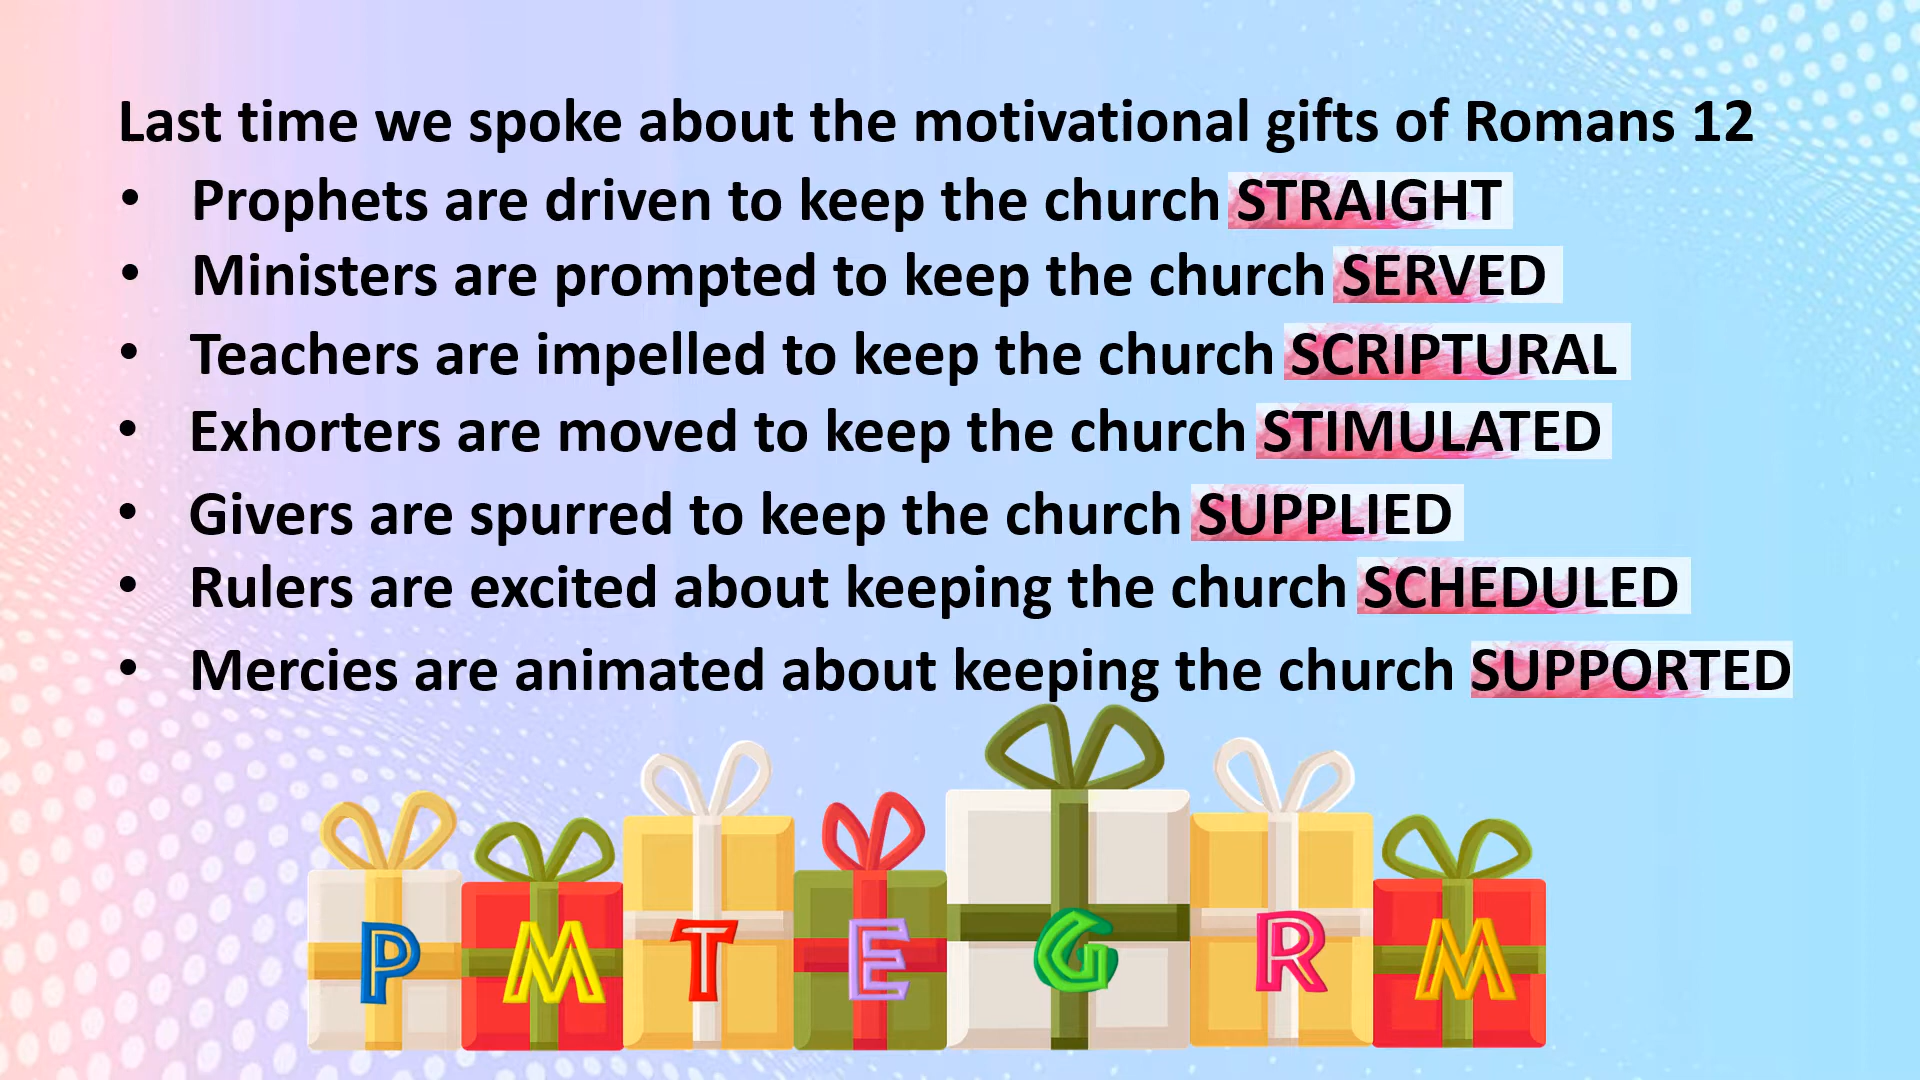 Last time we spoke about the motivational gifts of Romans 12
• Prophets are driven to keep the church STRAIGHT
• Ministers are prompted to keep the church SERVED
• Teachers are impelled to keep the church SCRIPTURAL
• Exhorters are moved to keep the church STIMULATED
• Givers are spurred to keep the church SUPPLIED
• Rulers are excited about keeping the church SCHEDULED
• Mercies are animated about keeping the church SUPPORTED
P M T E G R M